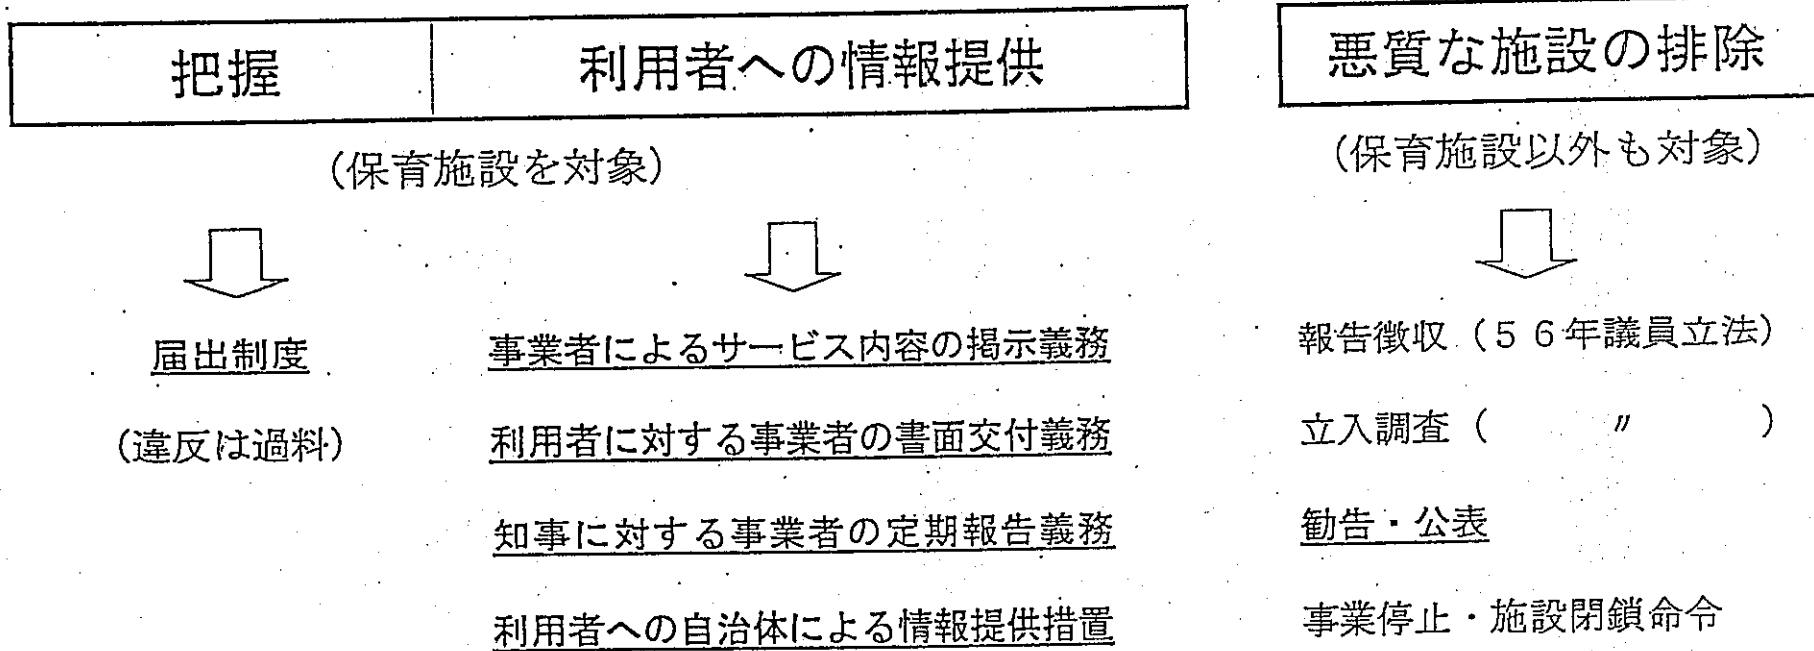 把握
利用者への情報提供
(保育施設を対象)
届出制度
(違反は過料)
事業者によるサービス内容の掲示義務
利用者に対する事業者の書面交付義務
知事に対する事業者の定期報告義務
利用者への自治体による情報提供措置
悪質な施設の排除
(保育施設以外も対象)
報告徴収(56年議員立法)
立入調査( 〃 )
勧告・公表
事業停止・施設閉鎖命令